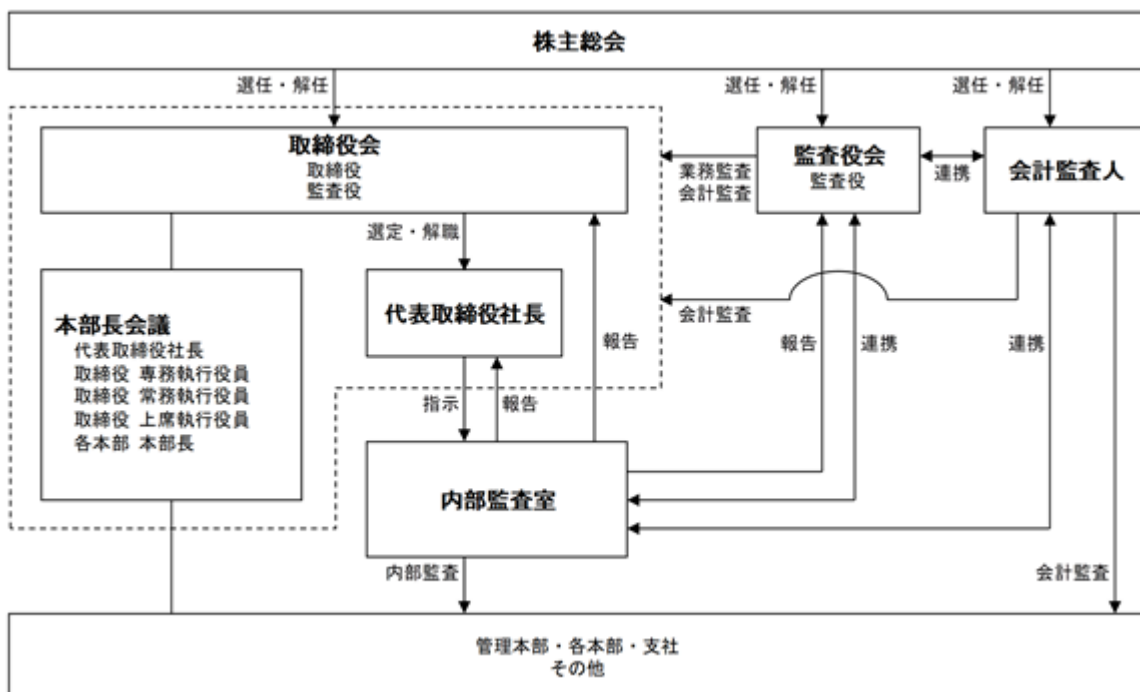 株主総会
選任・解任
選任・解任
選任・解任
取締役会
取締役
監査役
業務監査
会計監査
監査役会
監査役
連携
会計監査人
選定・解職
本部長会議
代表取締役社長
取締役 専務執行役員
取締役 常務執行役員
取締役 上席執行役員
各本部 本部長
代表取締役社長
報告
会計監査
報告
連携
連携
指示
報告
内部監査室
内部監査
会計監査
管理本部・各本部・支社
その他